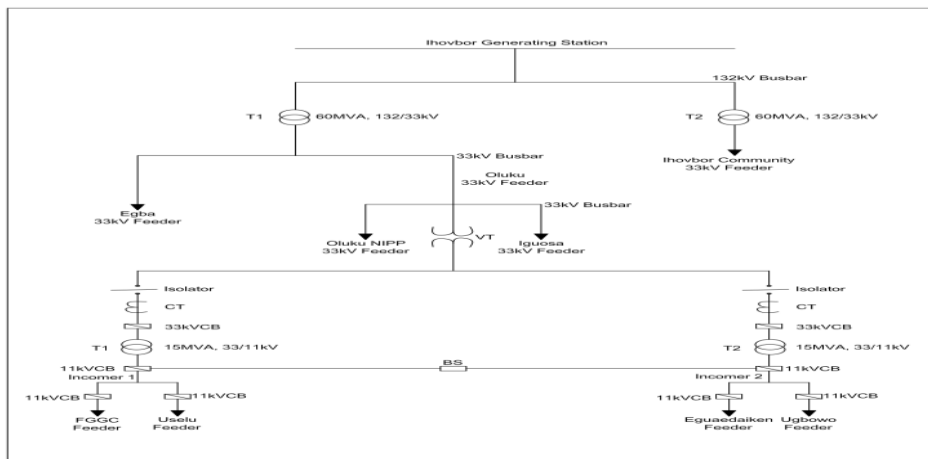 Ihovbor Generating Station
132kV Busbar
T1
60MVA, 132/33kV
T2
60MVA, 132/33kV
Ihovbor Community
33kV Feeder
33kV Busbar
Oluku
33kV Feeder
Egba
33kV Feeder
33kV Busbar
Oluku NIPP
33kV Feeder
VT
Iguosa
33kV Feeder
Isolator
Isolator
CT
CT
33kVCB
33kVCB
T1
15MVA, 33/11kV
T2
15MVA, 33/11kV
BS
11kVCB
Incomer 1
11kVCB
Incomer 2
11kVCB
11kVCB
11kVCB
11kVCB
FGGC
Feeder
Uselu
Feeder
Eguaedaiken
Feeder
Ugbowo
Feeder